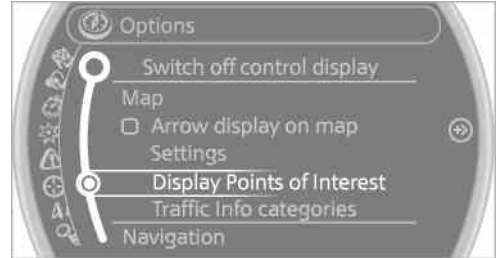 Options
Switch off control display
Map
Arrow display on map
Settings
Display Points of Interest
Traffic Info categories
Navigation